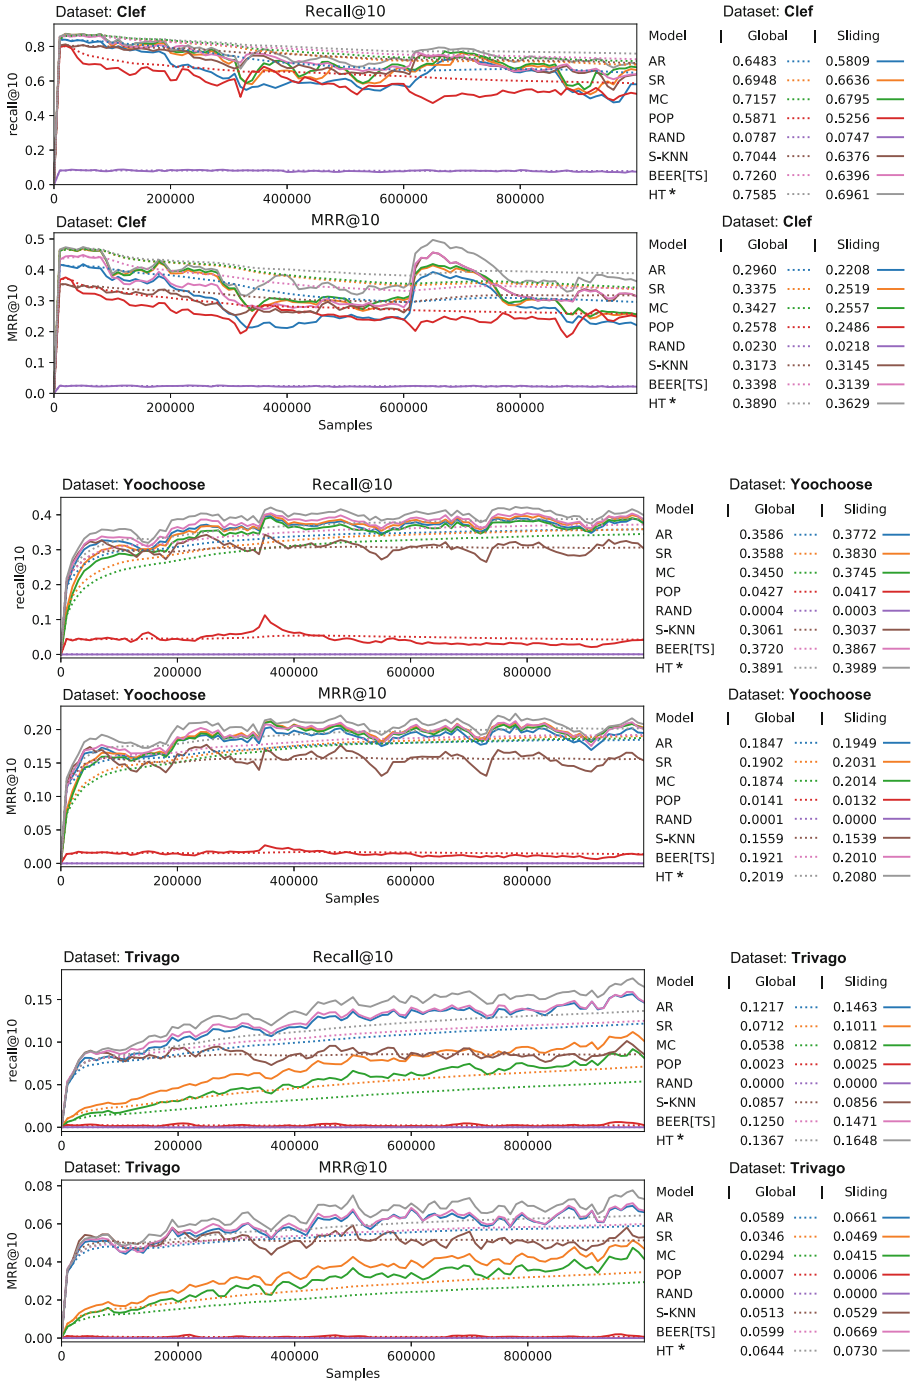 Dataset: Clef
Recall@10
recall@10
0.8
0.6
0.4
0.2
0.0
0 200000 400000 600000 800000
Dataset: Clef
Model | Global | Sliding
AR 0.6483 0.5809
SR 0.6948 0.6636
MC 0.7157 0.6795
POP 0.5871 0.5256
RAND 0.0787 0.0747
S-KNN 0.7044 0.6376
BEER[TS] 0.7260 0.6396
HT * 0.7585 0.6961
Dataset: Clef
MRR@10
MRR@10
0.5
0.4
0.3
0.2
0.1
0.0
0 200000 400000 600000 800000
Samples
Dataset: Clef
Model | Global | Sliding
AR 0.2960 0.2208
SR 0.3375 0.2519
MC 0.3427 0.2557
POP 0.2578 0.2486
RAND 0.0230 0.0218
S-KNN 0.3173 0.3145
BEER[TS] 0.3398 0.3139
HT * 0.3890 0.3629
Dataset: Yoochoose
Recall@10
recall@10
0.4
0.3
0.2
0.1
0.0
0 200000 400000 600000 800000
Dataset: Yoochoose
Model | Global | Sliding
AR 0.3586 0.3772
SR 0.3588 0.3830
MC 0.3450 0.3745
POP 0.0427 0.0417
RAND 0.0004 0.0003
S-KNN 0.3061 0.3037
BEER[TS] 0.3720 0.3867
HT * 0.3891 0.3989
Dataset: Yoochoose
MRR@10
MRR@10
0.20
0.15
0.10
0.05
0.00
0 200000 400000 600000 800000
Samples
Dataset: Yoochoose
Model | Global | Sliding
AR 0.1847 0.1949
SR 0.1902 0.2031
MC 0.1874 0.2014
POP 0.0141 0.0132
RAND 0.0001 0.0000
S-KNN 0.1559 0.1539
BEER[TS] 0.1921 0.2010
HT * 0.2019 0.2080
Dataset: Trivago
Recall@10
recall@10
0.15
0.10
0.05
0.00
0 200000 400000 600000 800000
Dataset: Trivago
Model | Global | Sliding
AR 0.1217 0.1463
SR 0.0712 0.1011
MC 0.0538 0.0812
POP 0.0023 0.0025
RAND 0.0000 0.0000
S-KNN 0.0857 0.0856
BEER[TS] 0.1250 0.1471
HT * 0.1367 0.1648
Dataset: Trivago
MRR@10
MRR@10
0.08
0.06
0.04
0.02
0.00
0 200000 400000 600000 800000
Samples
Dataset: Trivago
Model | Global | Sliding
AR 0.0589 0.0661
SR 0.0346 0.0469
MC 0.0294 0.0415
POP 0.0007 0.0006
RAND 0.0000 0.0000
S-KNN 0.0513 0.0529
BEER[TS] 0.0599 0.0669
HT * 0.0644 0.0730